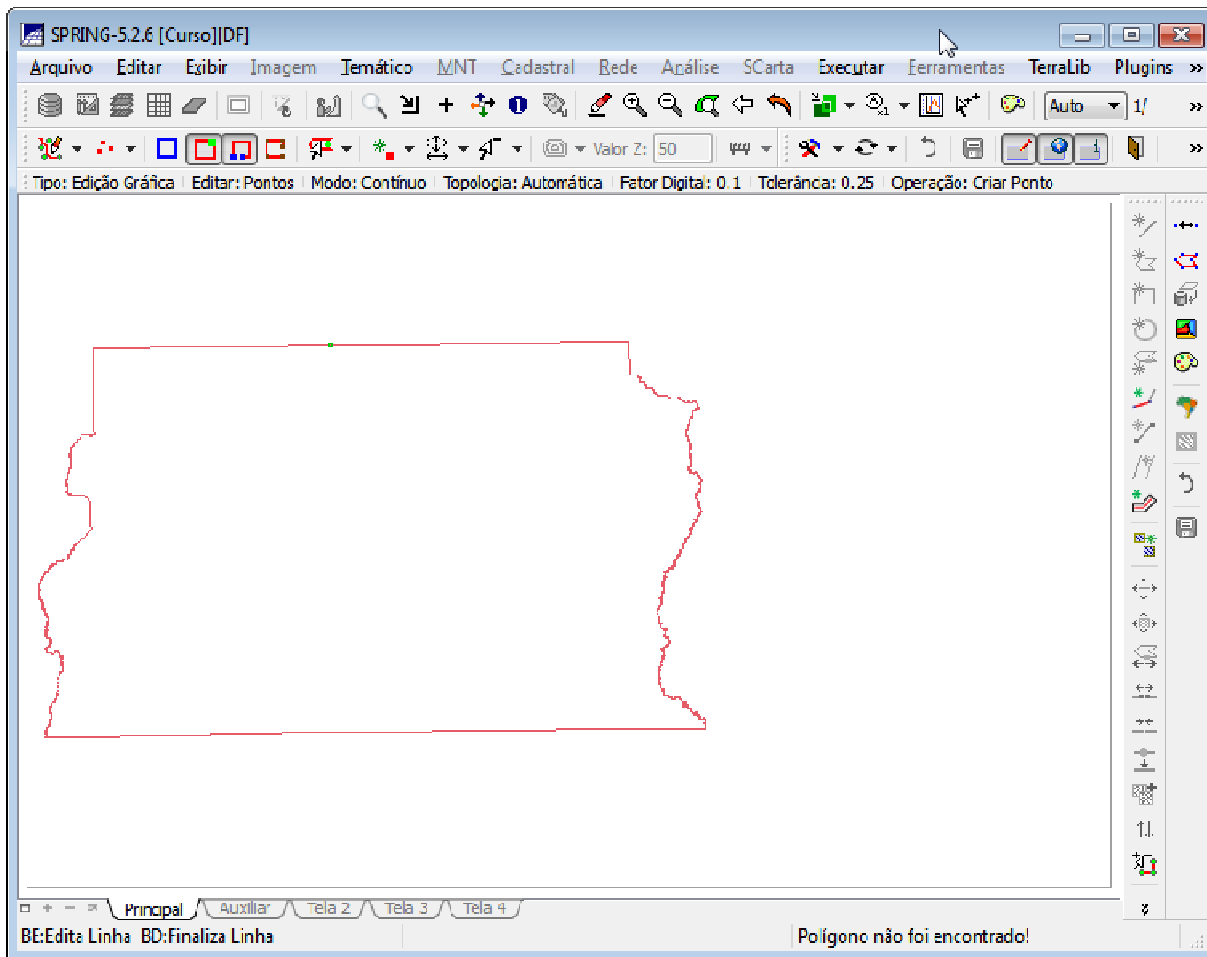 SPRING-5.2.6 [Curso][DF]
Arquivo Editar Exibir Imagem Temático MNT Cadastral Rede Análise SCarta Executar Ferramentas TerraLib Plugins »
Auto 1/ »
Valor Z: 50 »
Tipo: Edição Gráfica Editar: Pontos Modo: Contínuo Topologia: Automática Fator Digital: 0.1 Tolerância: 0.25 Operação: Criar Ponto
Principal Auxiliar Tela 2 Tela 3 Tela 4
BE:Edita Linha BD:Finaliza Linha Polígono não foi encontrado!